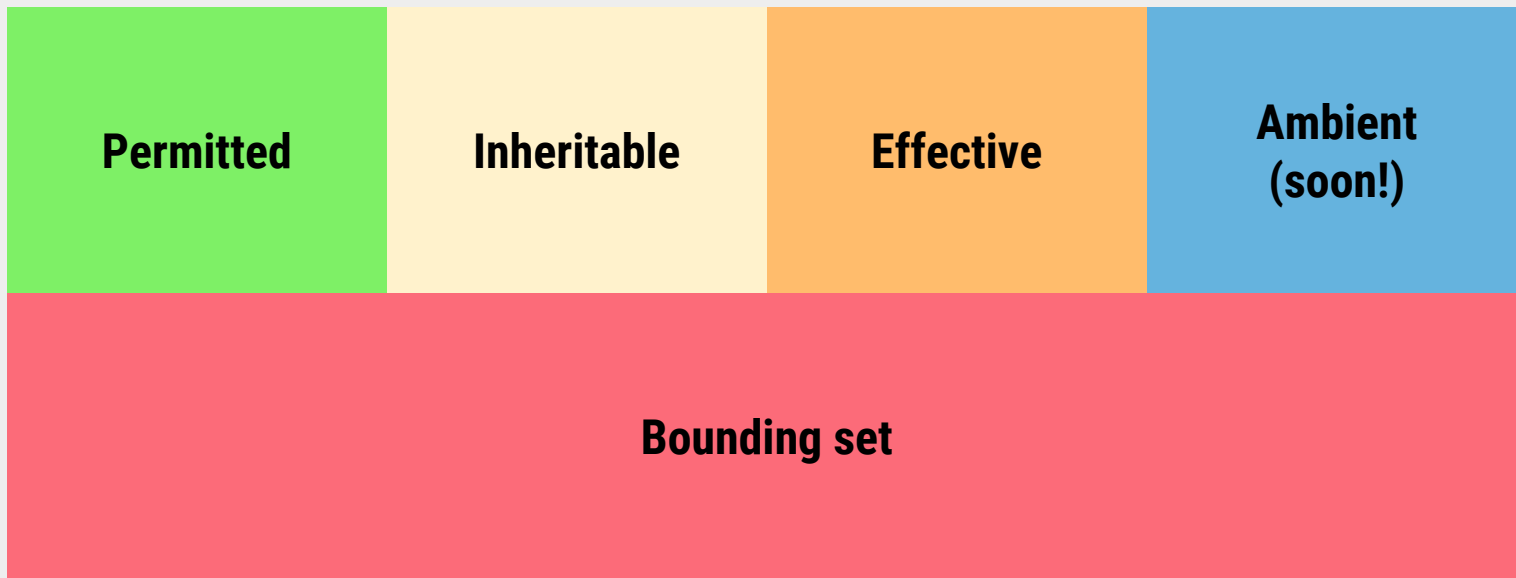 Permitted
Inheritable
Effective
Ambient
(soon!)
Bounding set